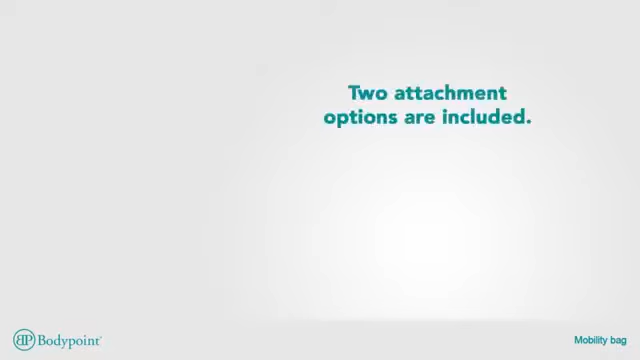 Two attachment
options are included.
Bodypoint
Mobility bag